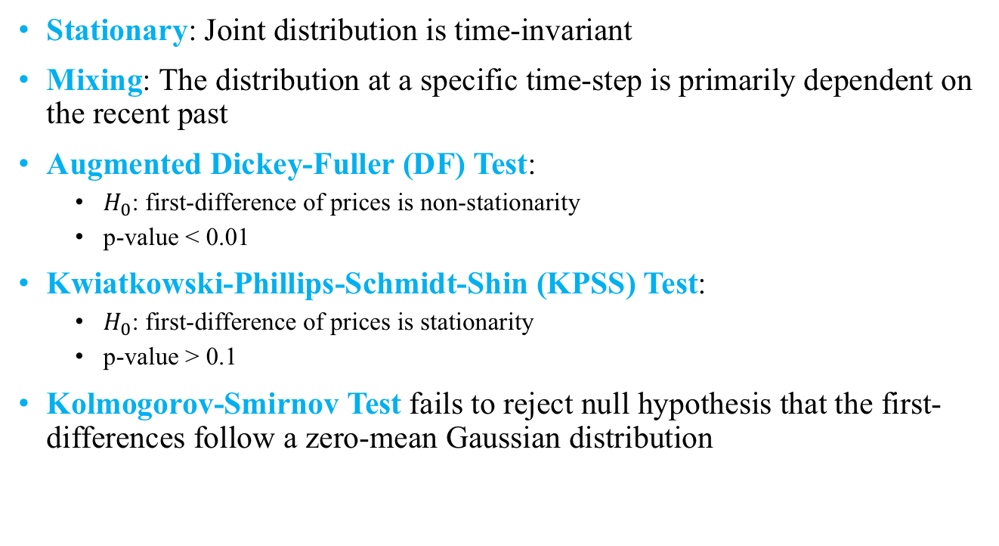 • Stationary: Joint distribution is time-invariant
• Mixing: The distribution at a specific time-step is primarily dependent on
the recent past
• Augmented Dickey-Fuller (DF) Test:
• H₀: first-difference of prices is non-stationarity
• p-value < 0.01
• Kwiatkowski-Phillips-Schmidt-Shin (KPSS) Test:
• H₀: first-difference of prices is stationarity
• p-value > 0.1
• Kolmogorov-Smirnov Test fails to reject null hypothesis that the first-
differences follow a zero-mean Gaussian distribution